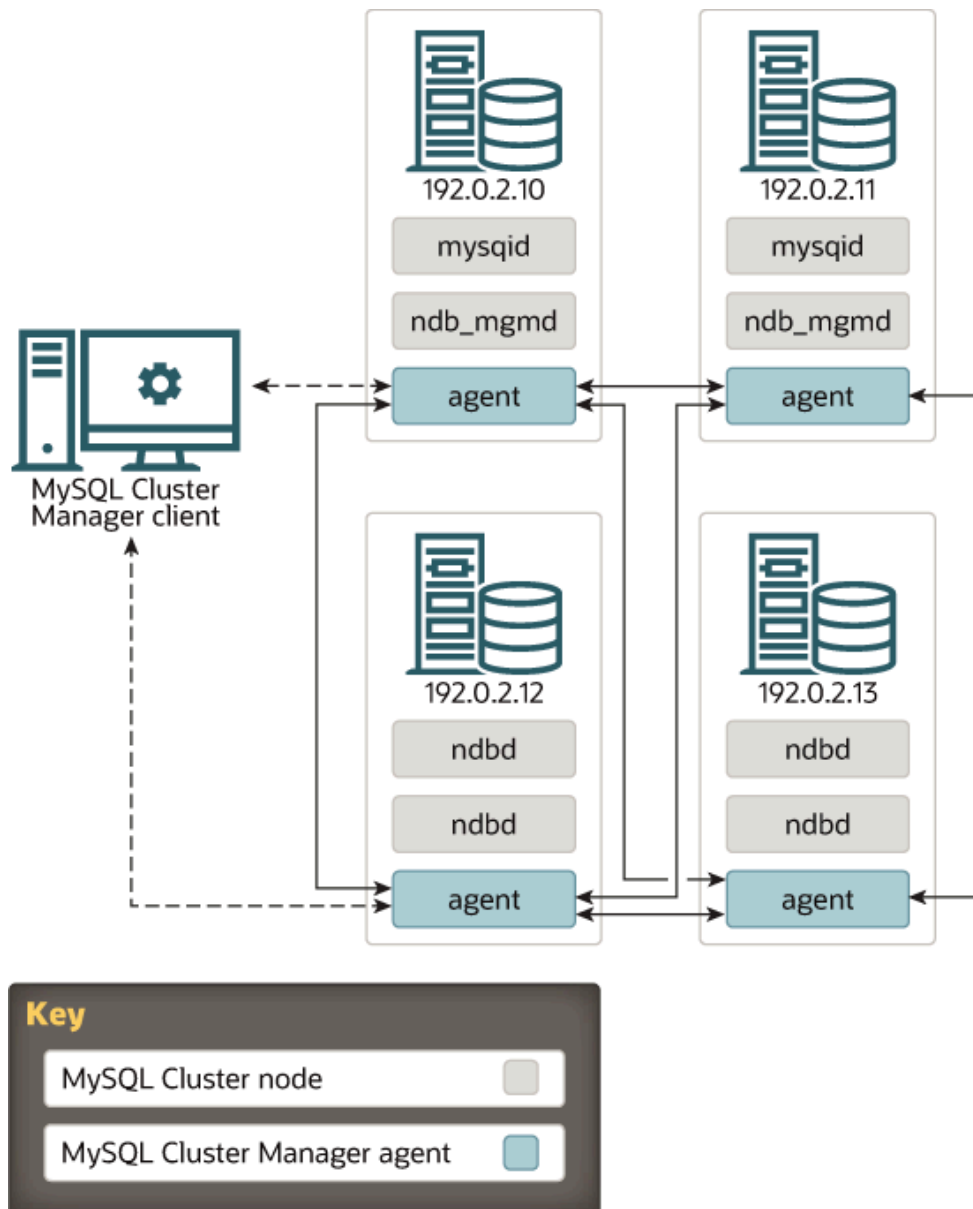 192.0.2.10
mysqid
ndb_mgmd
agent
192.0.2.11
mysqid
ndb_mgmd
agent
MySQL Cluster
Manager client
192.0.2.12
ndbd
ndbd
agent
192.0.2.13
ndbd
ndbd
agent
Key
MySQL Cluster node
MySQL Cluster Manager agent